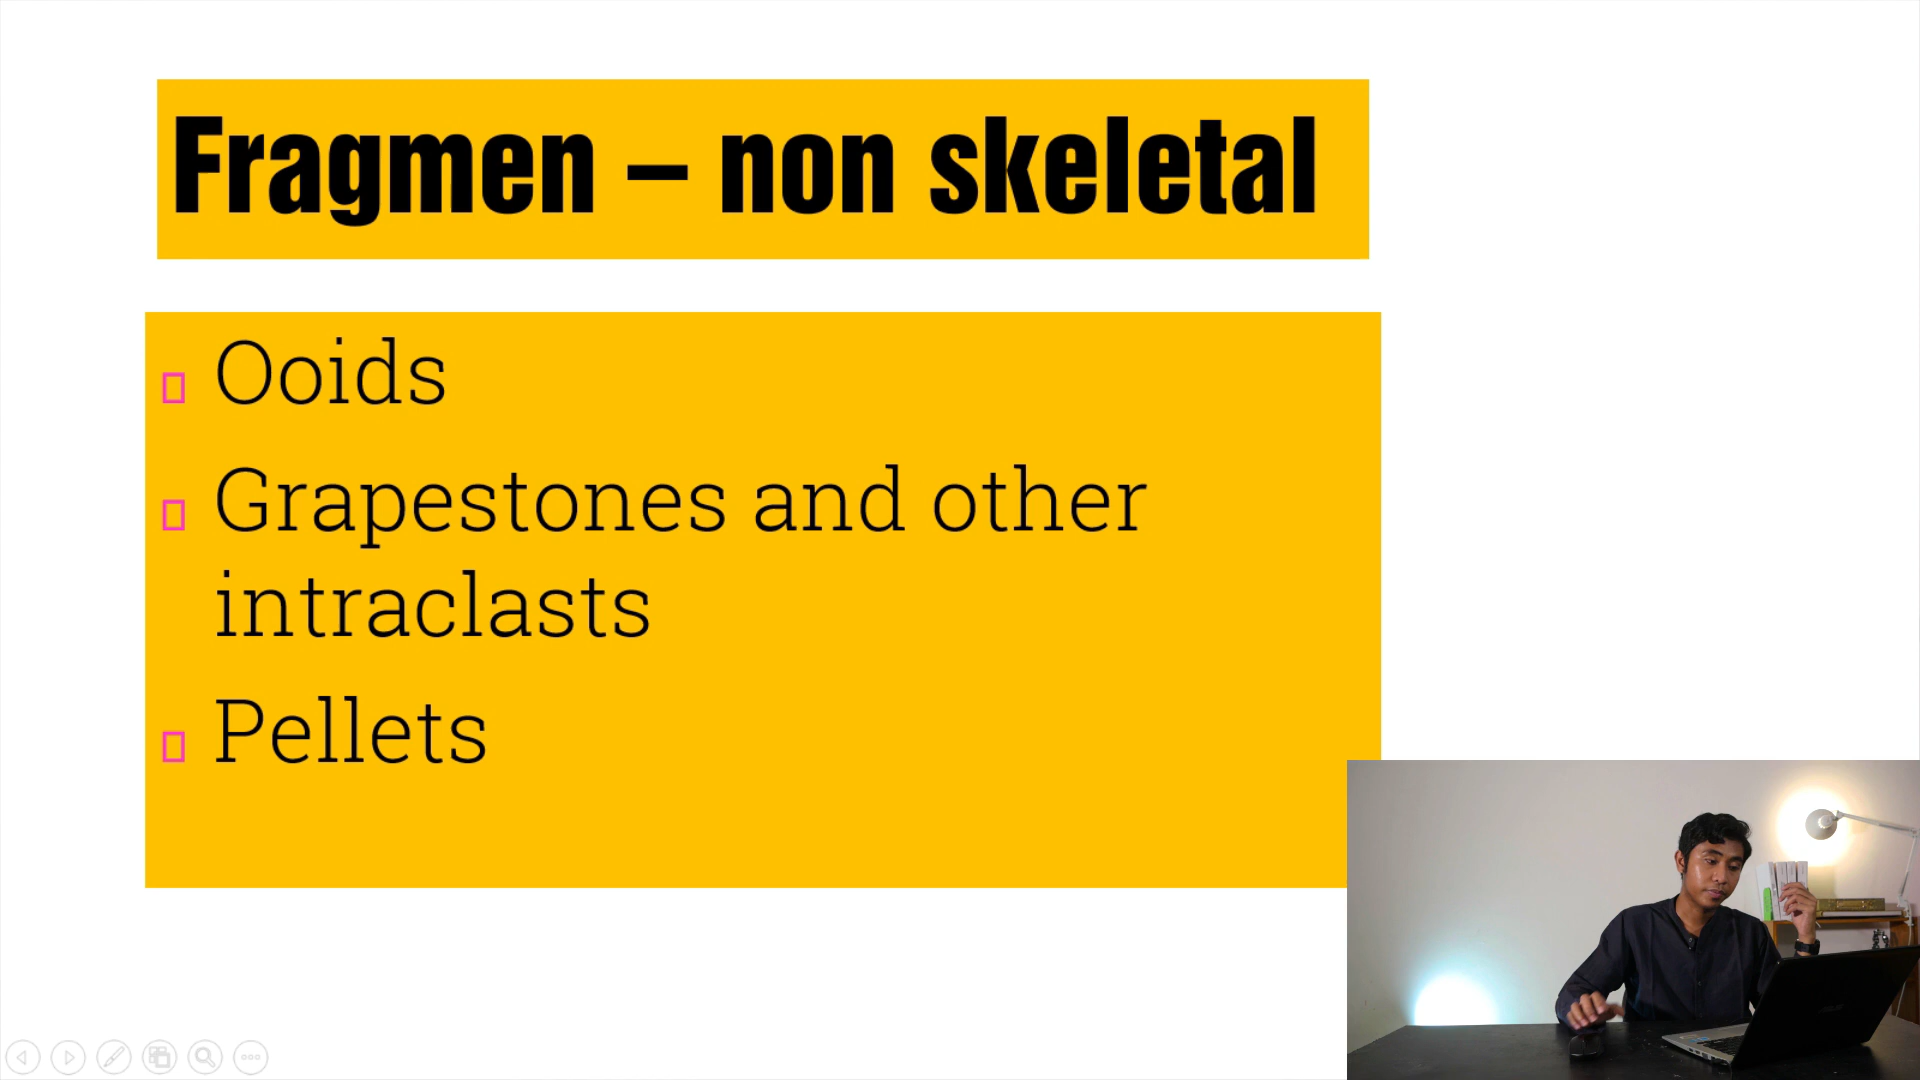 Fragmen – non skeletal
Ooids
Grapestones and other
intraclasts
Pellets